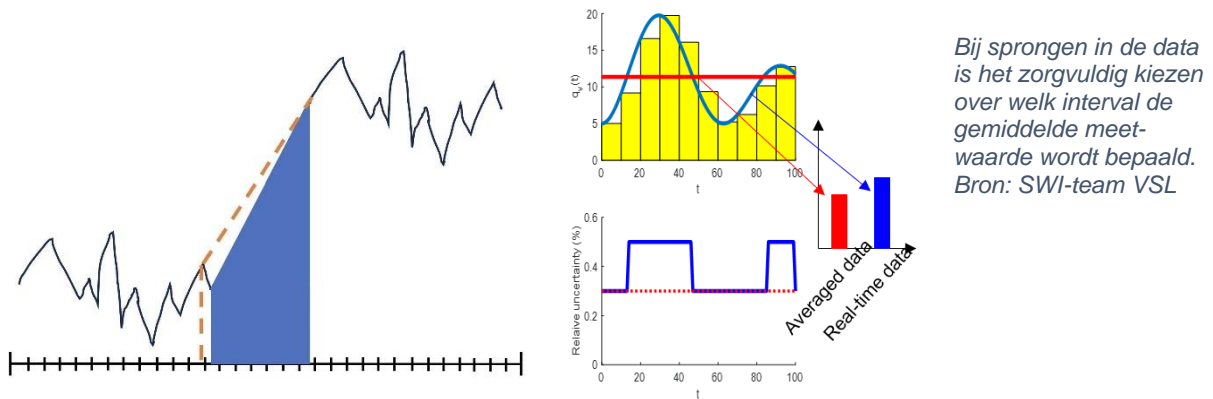 20
15
10
5
0
q_v(t)
0 20 40 60 80 100
t
0.6
0.4
0.2
0
Relaive uncertainty (%)
0 20 40 60 80 100
t
Averaged data
Real-time data
Bij sprongen in de data
is het zorgvuldig kiezen
over welk interval de
gemiddelde meet-
waarde wordt bepaald.
Bron: SWI-team VSL